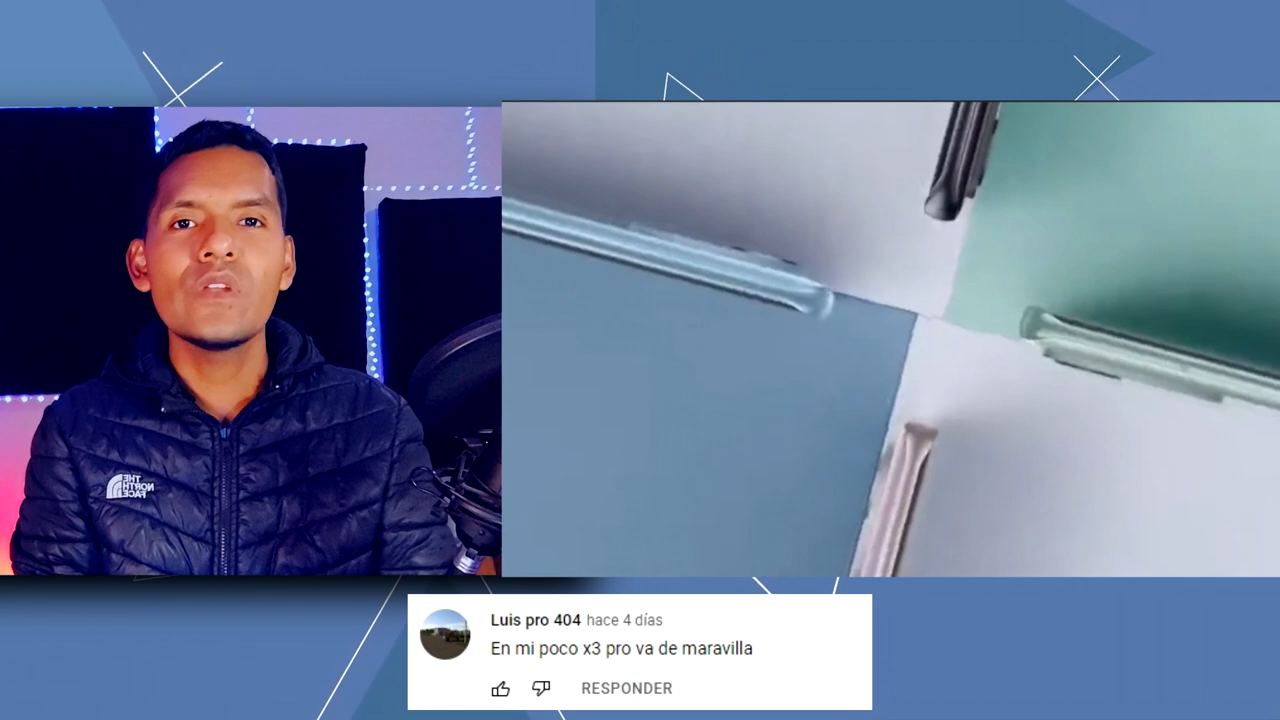 THE
NORTH
FACE
Luis pro 404 hace 4 días
En mi poco x3 pro va de maravilla
RESPONDER